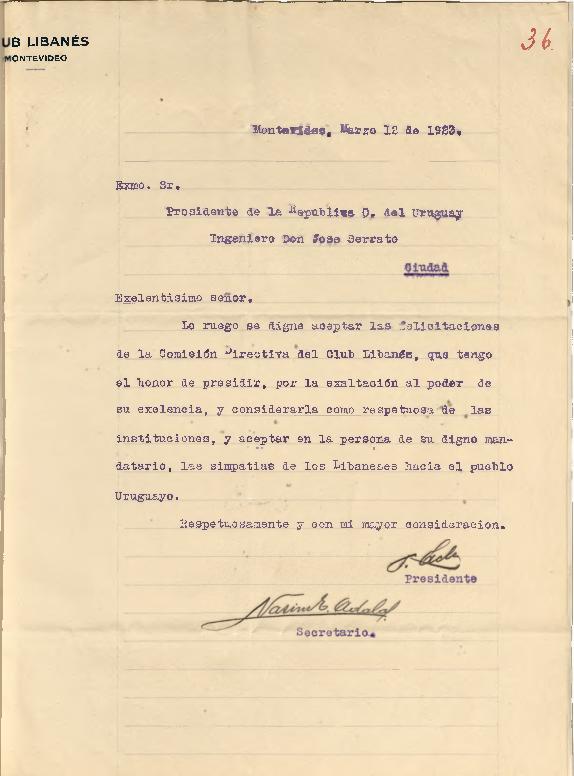 UB LIBANÉS
MONTEVIDEO
36
Montevideo, Marzo 12 de 1923.
Exmo. Sr.
Presidente de la Republica O. del Uruguay
Ingeniero Don Jose Serrato
Ciudad
Exelentisimo señor.
Lo ruego se digne aceptar las felicitaciones
de la Comisión Directiva del Club Libanés, que tengo
el honor de presidir, por la exaltación al poder de
su exelancia, y considerarla como respetuosa de las
instituciones, y aceptar en la persona de su digno man-
datario, las simpatias de los Libaneses hacia el pueblo
Uruguayo.
Respetuosamente y con mi mayor consideracion.
Presidente
Secretario.